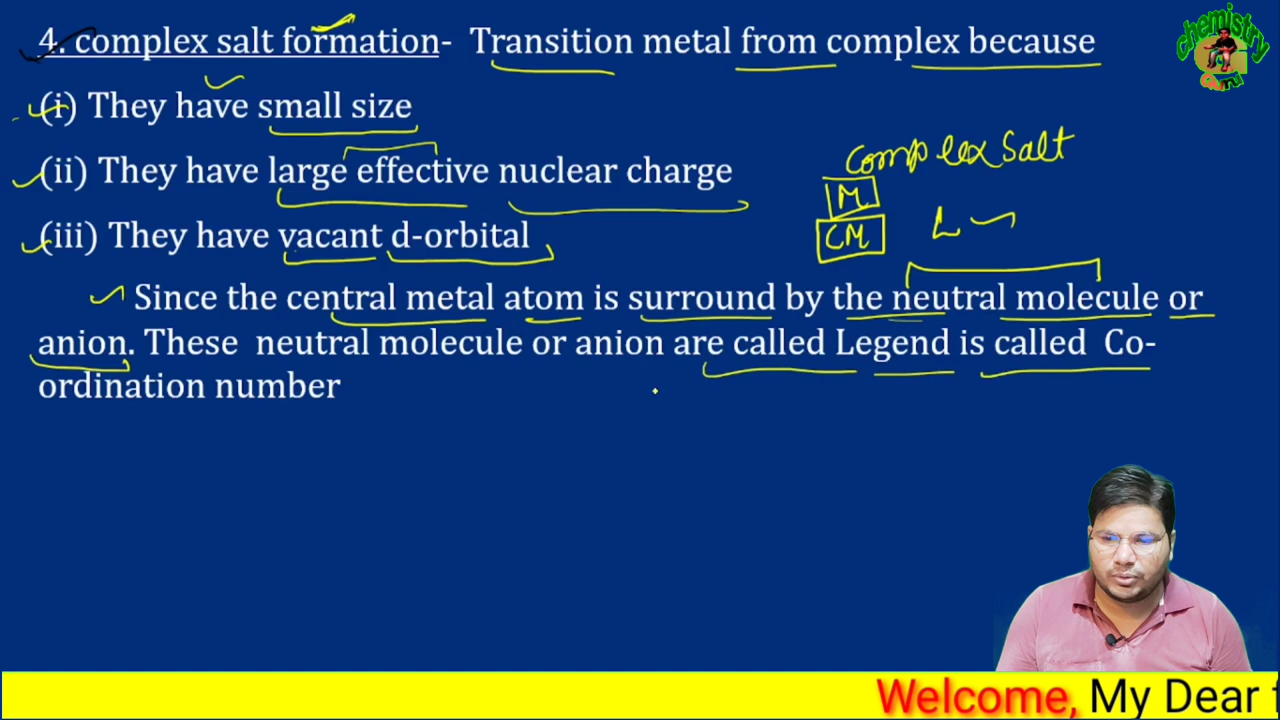 4. complex salt formation- Transition metal from complex because
(i) They have small size
(ii) They have large effective nuclear charge
(iii) They have vacant d-orbital
Since the central metal atom is surround by the neutral molecule or
anion. These neutral molecule or anion are called Legend is called Co-
ordination number
Complex Salt
M
CM
L
chemistry
Welcome, My Dear f